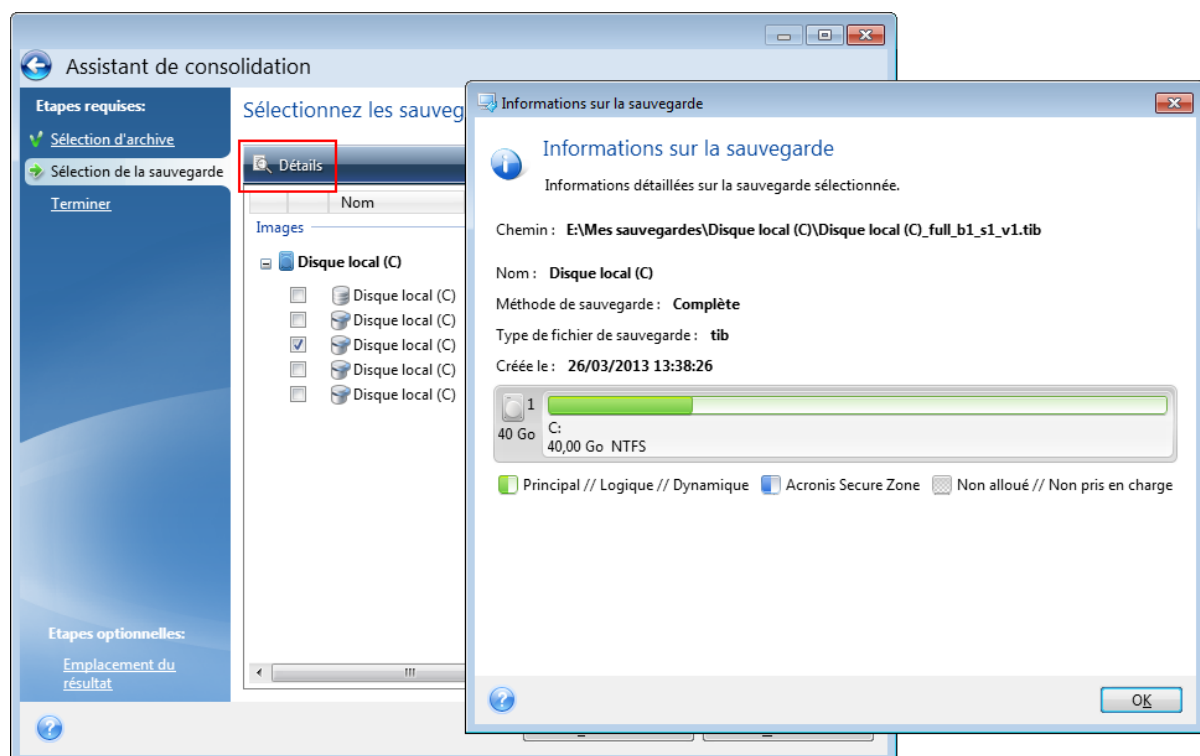 Assistant de consolidation
Etapes requises:
Sélection d'archive
Sélection de la sauvegarde
Terminer
Etapes optionnelles:
Emplacement du
résultat
Sélectionnez les sauveg
Détails
Nom
Images
Disque local (C)
Disque local (C)
Disque local (C)
Disque local (C)
Disque local (C)
Disque local (C)
Informations sur la sauvegarde
Informations sur la sauvegarde
Informations détaillées sur la sauvegarde sélectionnée.
Chemin : E:\Mes sauvegardes\Disque local (C)\Disque local (C)_full_b1_s1_v1.tib
Nom : Disque local (C)
Méthode de sauvegarde : Complète
Type de fichier de sauvegarde : tib
Créée le : 26/03/2013 13:38:26
1
40 Go
C:
40,00 Go NTFS
Principal // Logique // Dynamique Acronis Secure Zone Non alloué // Non pris en charge
OK